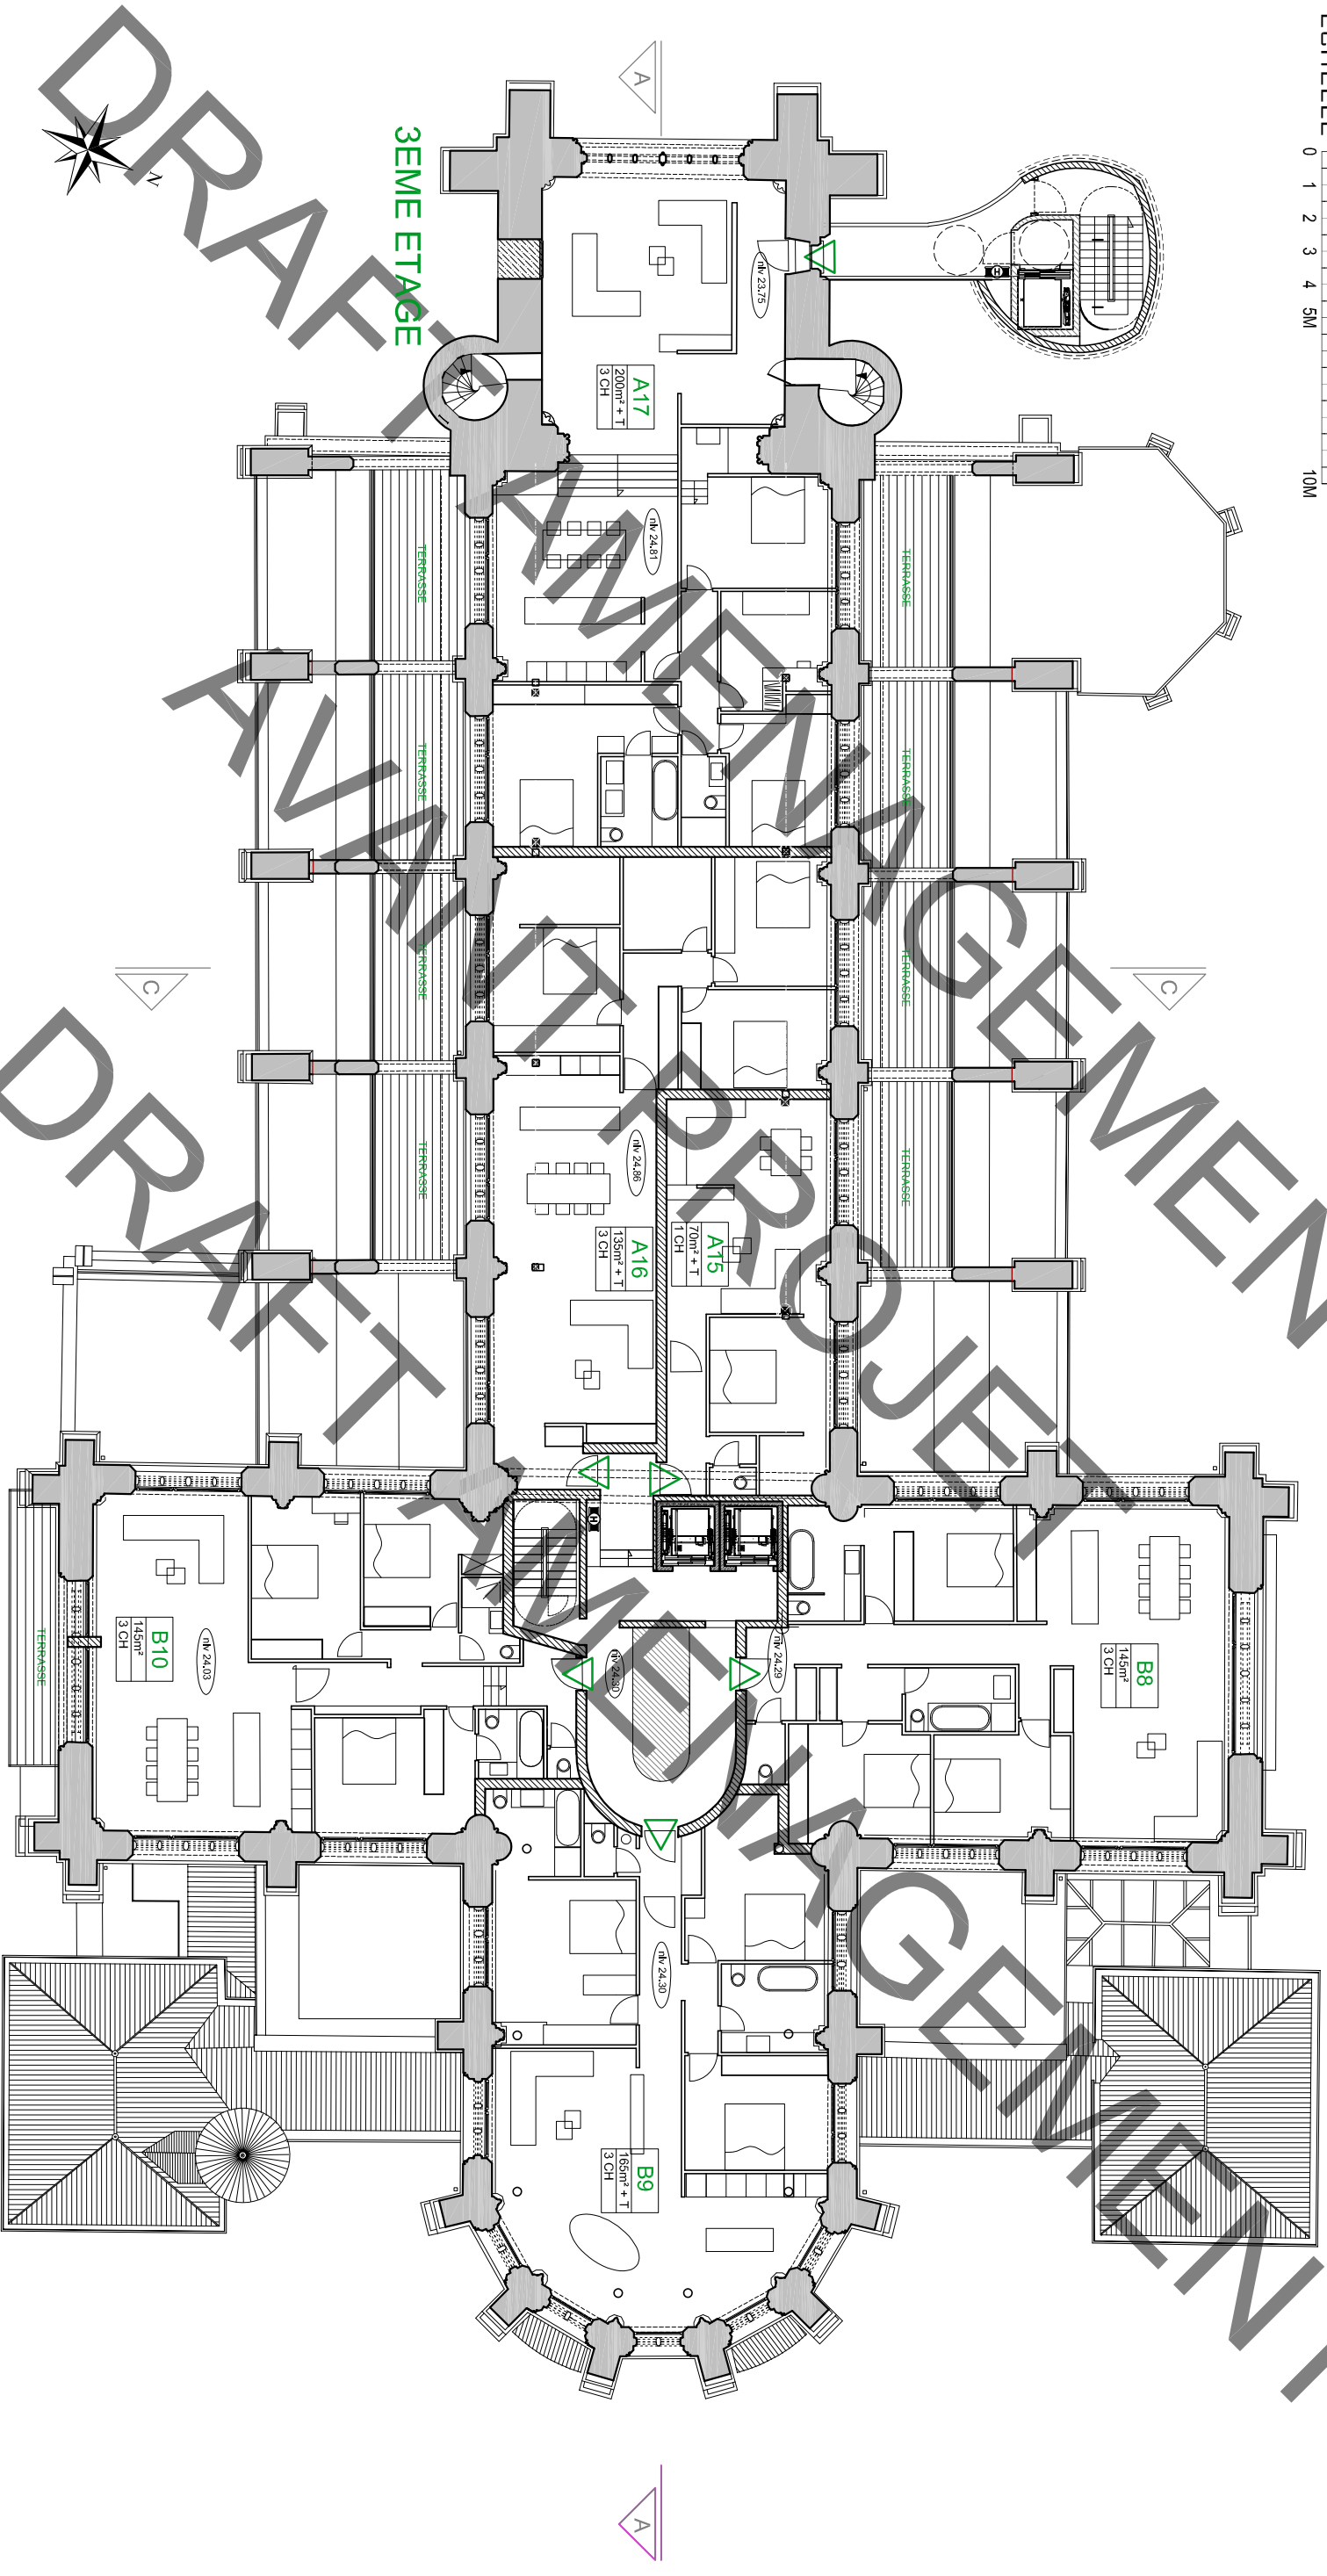 ECHELLE 0 1 2 3 4 5M 10M
A
N
3EME ETAGE
niv 23.75
H
A17
200m² + T
3 CH
niv 24.81
TERRASSE
TERRASSE
TERRASSE
TERRASSE
TERRASSE
TERRASSE
TERRASSE
TERRASSE
C
C
niv 24.86
A16
135m² + T
3 CH
A15
70m² + T
1 CH
H
B10
145m²
3 CH
niv 24.03
TERRASSE
niv 24.30
niv 24.29
B8
145m²
3 CH
niv 24.30
B9
165m² + T
3 CH
A
DRAFT AMENAGEMENT
AVANT PROJET
DRAFT AMENAGEMENT